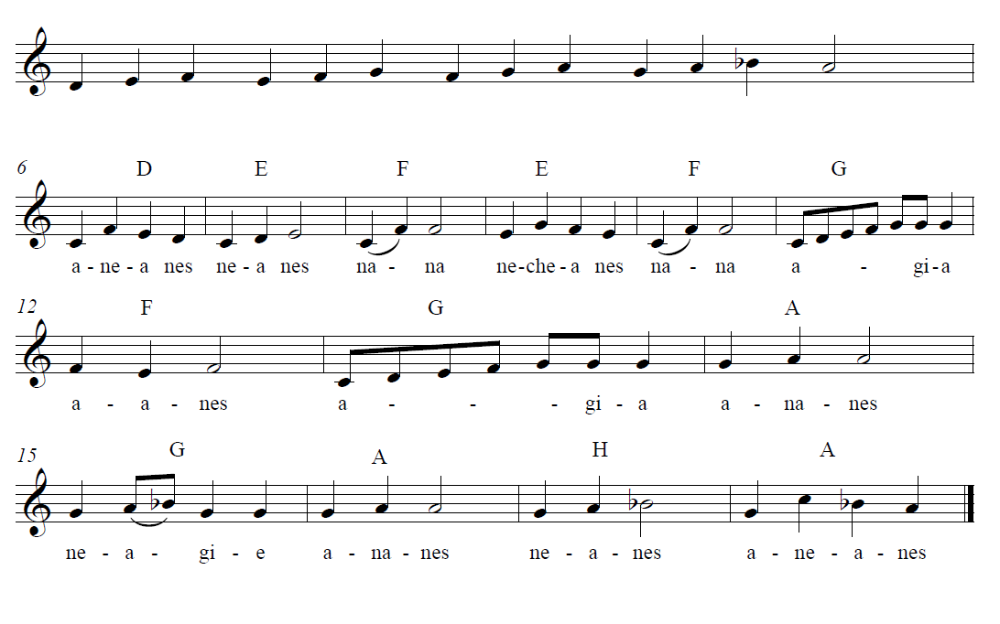 6 D E F E F G
a - ne - a nes ne - a nes na - na ne - che - a nes na - na a - gi - a
12 F G A
a - a - nes a - - - gi - a a - na - nes
15 G A H A
ne - a - gi - e a - na - nes ne - a - nes a - ne - a - nes